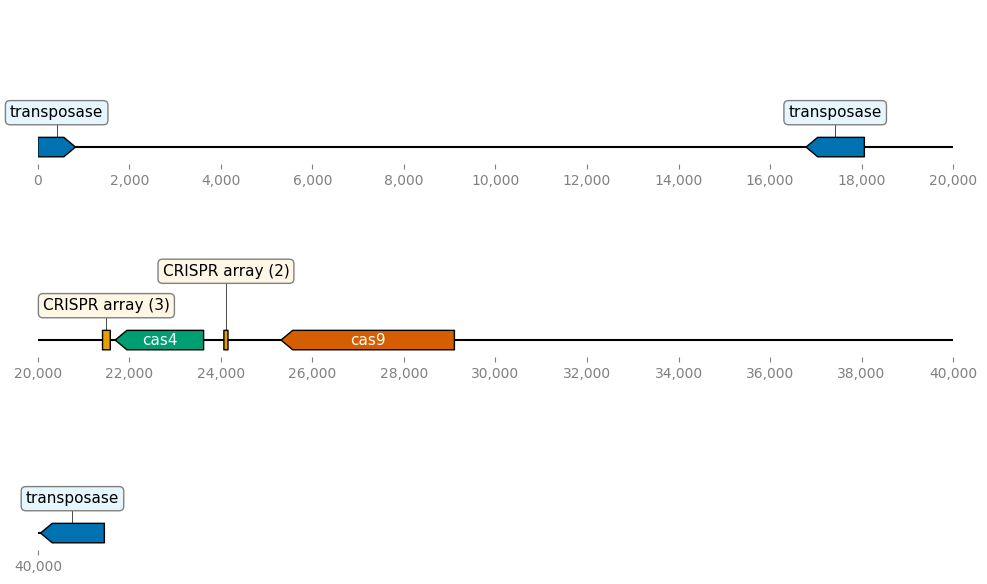 transposase transposase
0 2,000 4,000 6,000 8,000 10,000 12,000 14,000 16,000 18,000 20,000
CRISPR array (2)
CRISPR array (3)
cas4 cas9
20,000 22,000 24,000 26,000 28,000 30,000 32,000 34,000 36,000 38,000 40,000
transposase
40,000